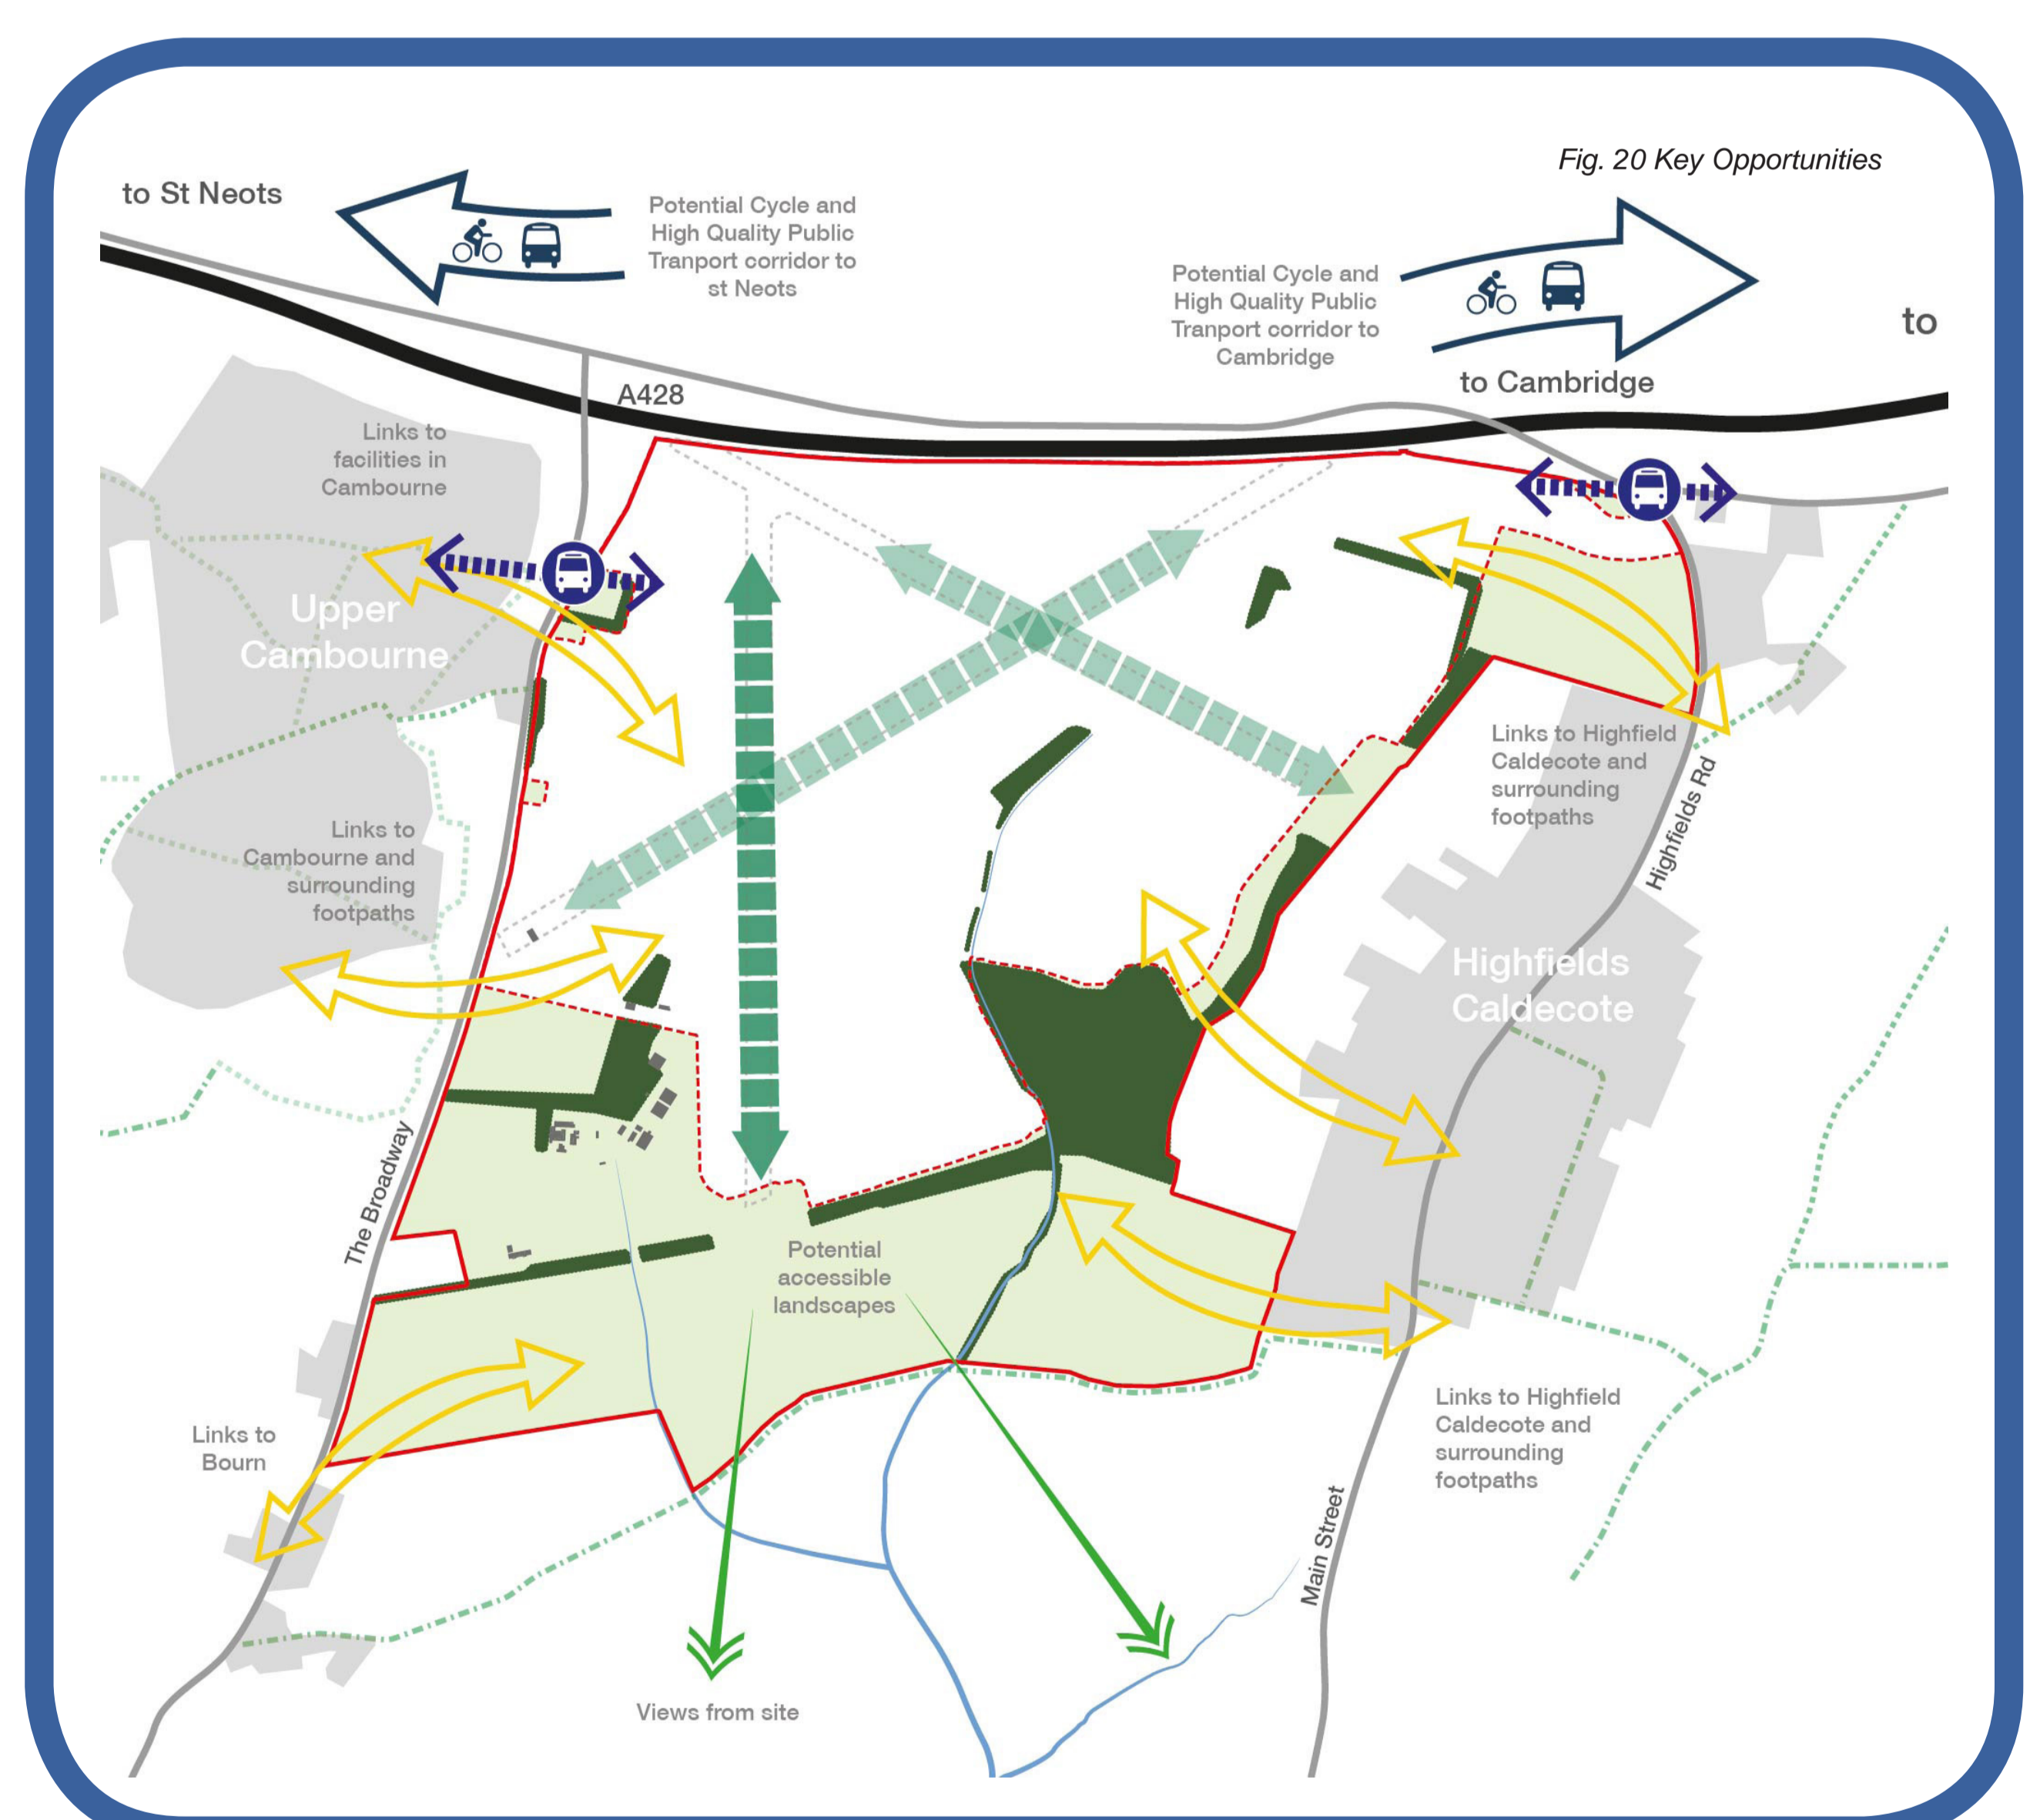 Fig. 20 Key Opportunities
to St Neots
Potential Cycle and
High Quality Public
Tranport corridor to
st Neots
Potential Cycle and
High Quality Public
Tranport corridor to
Cambridge
to
to Cambridge
A428
Links to
facilities in
Cambourne
Upper
Cambourne
Links to Highfield
Caldecote and
surrounding
footpaths
Highfields Rd
Links to
Cambourne and
surrounding
footpaths
Highfields
Caldecote
The Broadway
Potential
accessible
landscapes
Links to
Bourn
Links to Highfield
Caldecote and
surrounding
footpaths
Main Street
Views from site